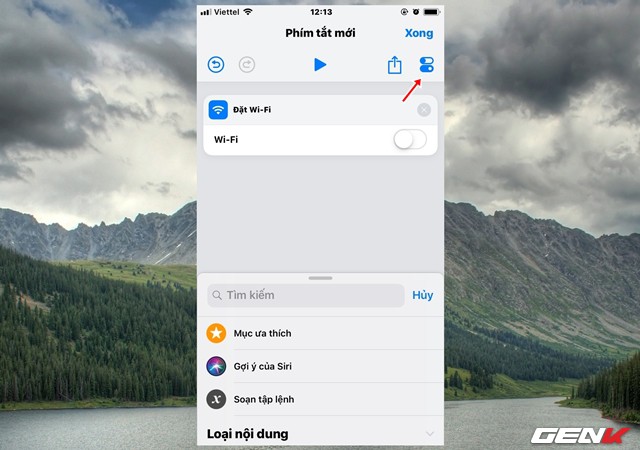 Viettel 12:13
Phím tắt mới Xong
Đặt Wi-Fi
Wi-Fi
Tìm kiếm Hủy
Mục ưa thích
Gợi ý của Siri
Soạn tập lệnh
Loại nội dung
GENK